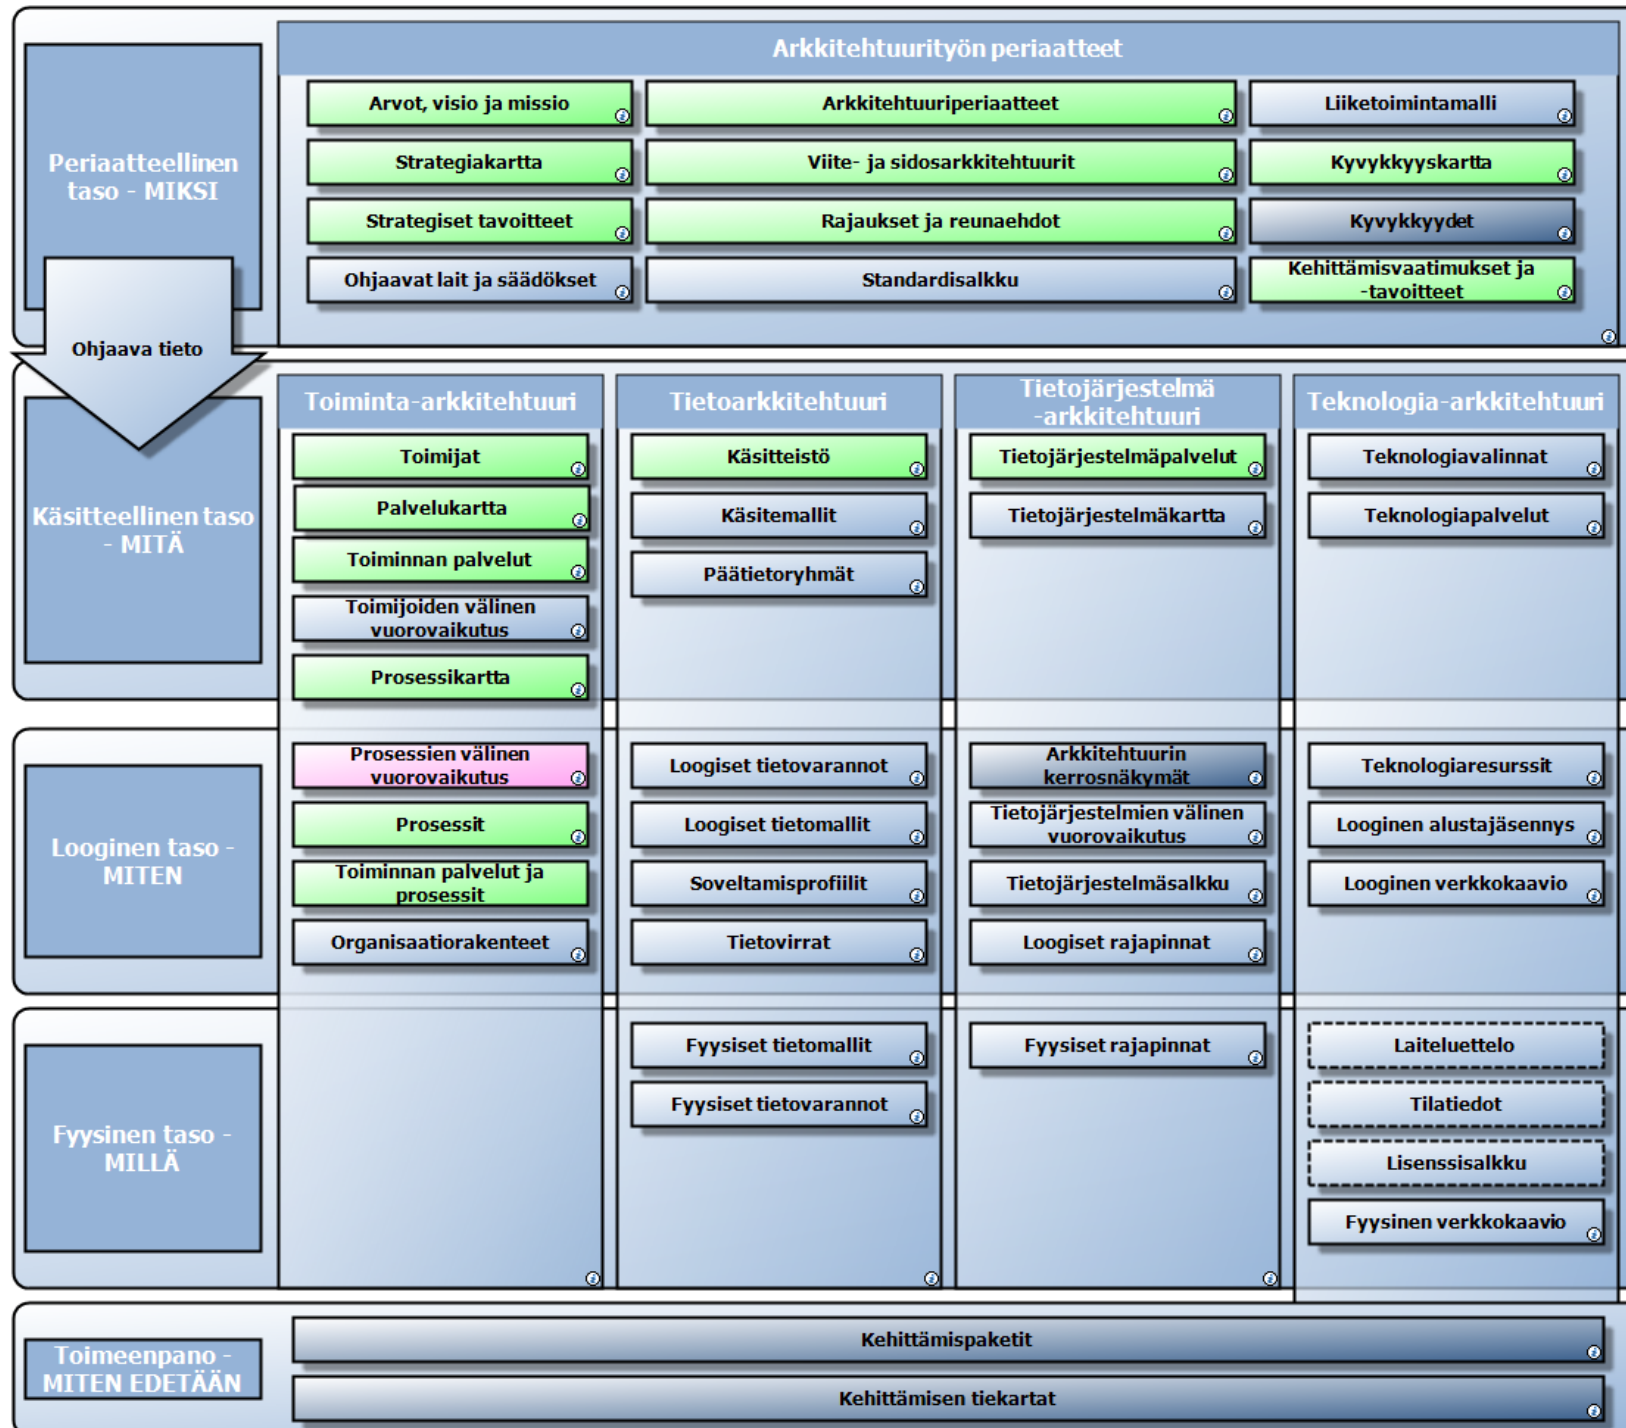 Arkkitehtuurityön periaatteet
Periaatteellinen
taso - MIKSI
Arvot, visio ja missio
Arkkitehtuuriperiaatteet
Liiketoimintamalli
Strategiakartta
Viite- ja sidosarkkitehtuurit
Kyvykkyyskartta
Strategiset tavoitteet
Rajaukset ja reunaehdot
Kyvykkyydet
Ohjaavat lait ja säädökset
Standardisalkku
Kehittämisvaatimukset ja
-tavoitteet
Ohjaava tieto
Käsitteellinen taso
- MITÄ
Toiminta-arkkitehtuuri
Toimijat
Palvelukartta
Toiminnan palvelut
Toimijoiden välinen
vuorovaikutus
Prosessikartta
Tietoarkkitehtuuri
Käsitteistö
Käsitemallit
Päätietoryhmät
Tietojärjestelmä
-arkkitehtuuri
Tietojärjestelmäpalvelut
Tietojärjestelmäkartta
Teknologia-arkkitehtuuri
Teknologiavalinnat
Teknologiapalvelut
Looginen taso -
MITEN
Prosessien välinen
vuorovaikutus
Prosessit
Toiminnan palvelut ja
prosessit
Organisaatiorakenteet
Loogiset tietovarannot
Loogiset tietomallit
Soveltamisprofiilit
Tietovirrat
Arkkitehtuurin
kerrosnäkymät
Tietojärjestelmien välinen
vuorovaikutus
Tietojärjestelmäsalkku
Loogiset rajapinnat
Teknologiaresurssit
Looginen alustajäsennys
Looginen verkkokaavio
Fyysinen taso -
MILLÄ
Fyysiset tietomallit
Fyysiset tietovarannot
Fyysiset rajapinnat
Laiteluettelo
Tilatiedot
Lisenssisalkku
Fyysinen verkkokaavio
Toimeenpano -
MITEN EDETÄÄN
Kehittämispaketit
Kehittämisen tiekartat